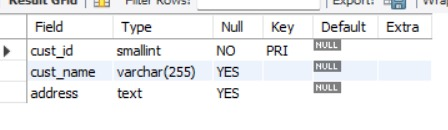 Result Grid Filter Rows: Export: Wrap
Field Type Null Key Default Extra
cust_id smallint NO PRI NULL
cust_name varchar(255) YES NULL
address text YES NULL